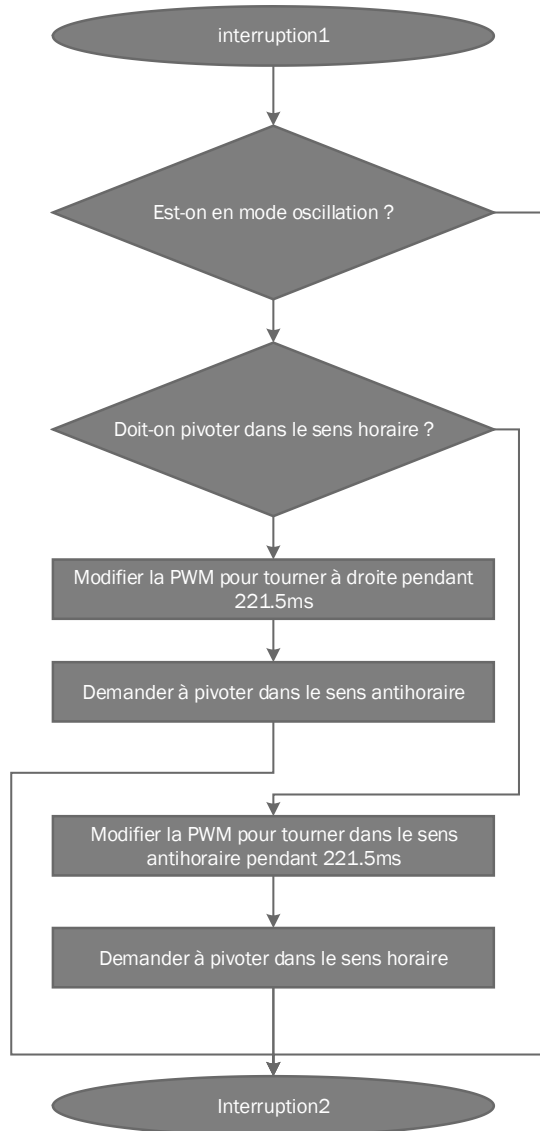 interruption1
Est-on en mode oscillation ?
Doit-on pivoter dans le sens horaire ?
Modifier la PWM pour tourner à droite pendant
221.5ms
Demander à pivoter dans le sens antihoraire
Modifier la PWM pour tourner dans le sens
antihoraire pendant 221.5ms
Demander à pivoter dans le sens horaire
Interruption2